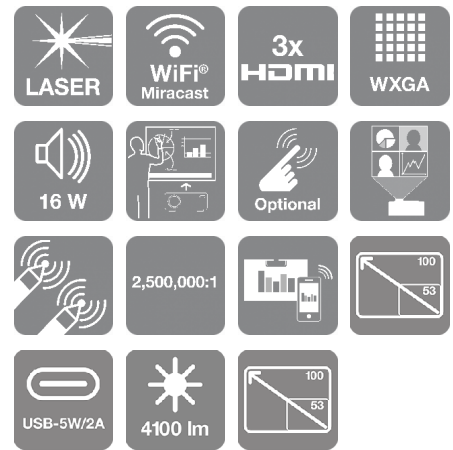 LASER
WiFi®
Miracast
3x
HDMI
WXGA
16 W
Optional
2,500,000:1
100
53
USB-5W/2A
4100 lm
100
53